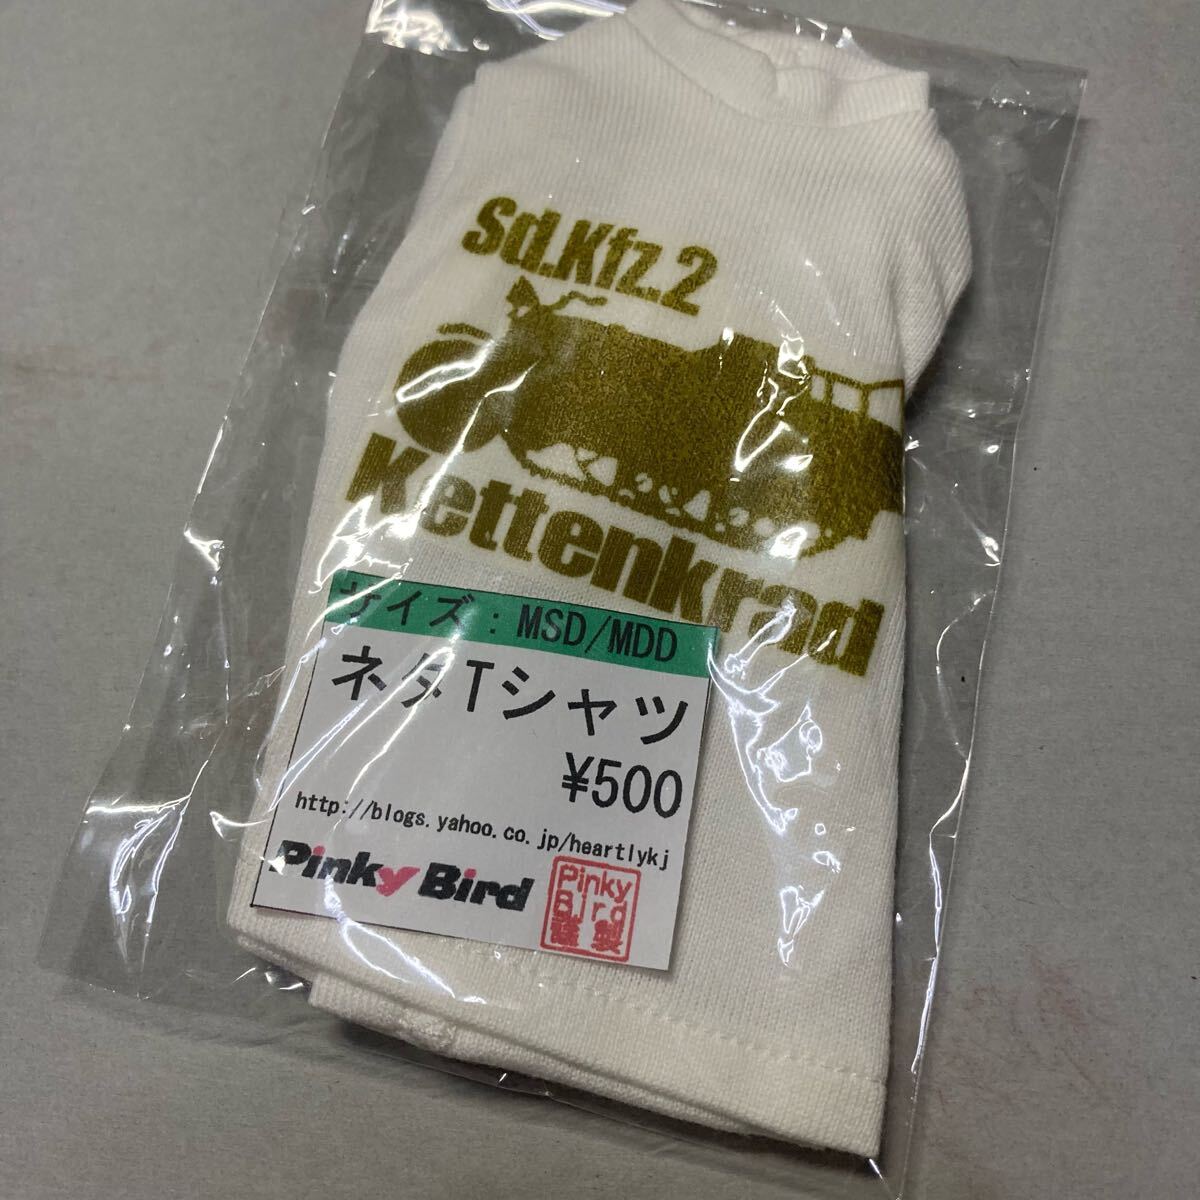 Sd.Kfz.2
Kettenkrad
サイズ：MSD/MDD
ネタTシャツ
¥500
http://blogs.yahoo.co.jp/heartlykj
Pinky Bird
Pinky
Bird
謹製